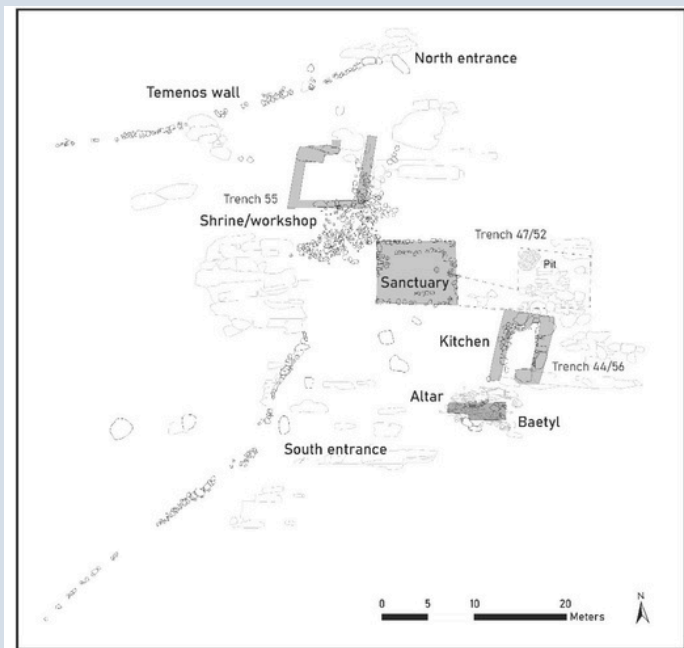 North entrance
Temenos wall
Trench 55
Shrine/workshop
Trench 47/52
Pit
Sanctuary
Kitchen
Trench 44/56
Altar
Baetyl
South entrance
N
0 5 10 20
Meters